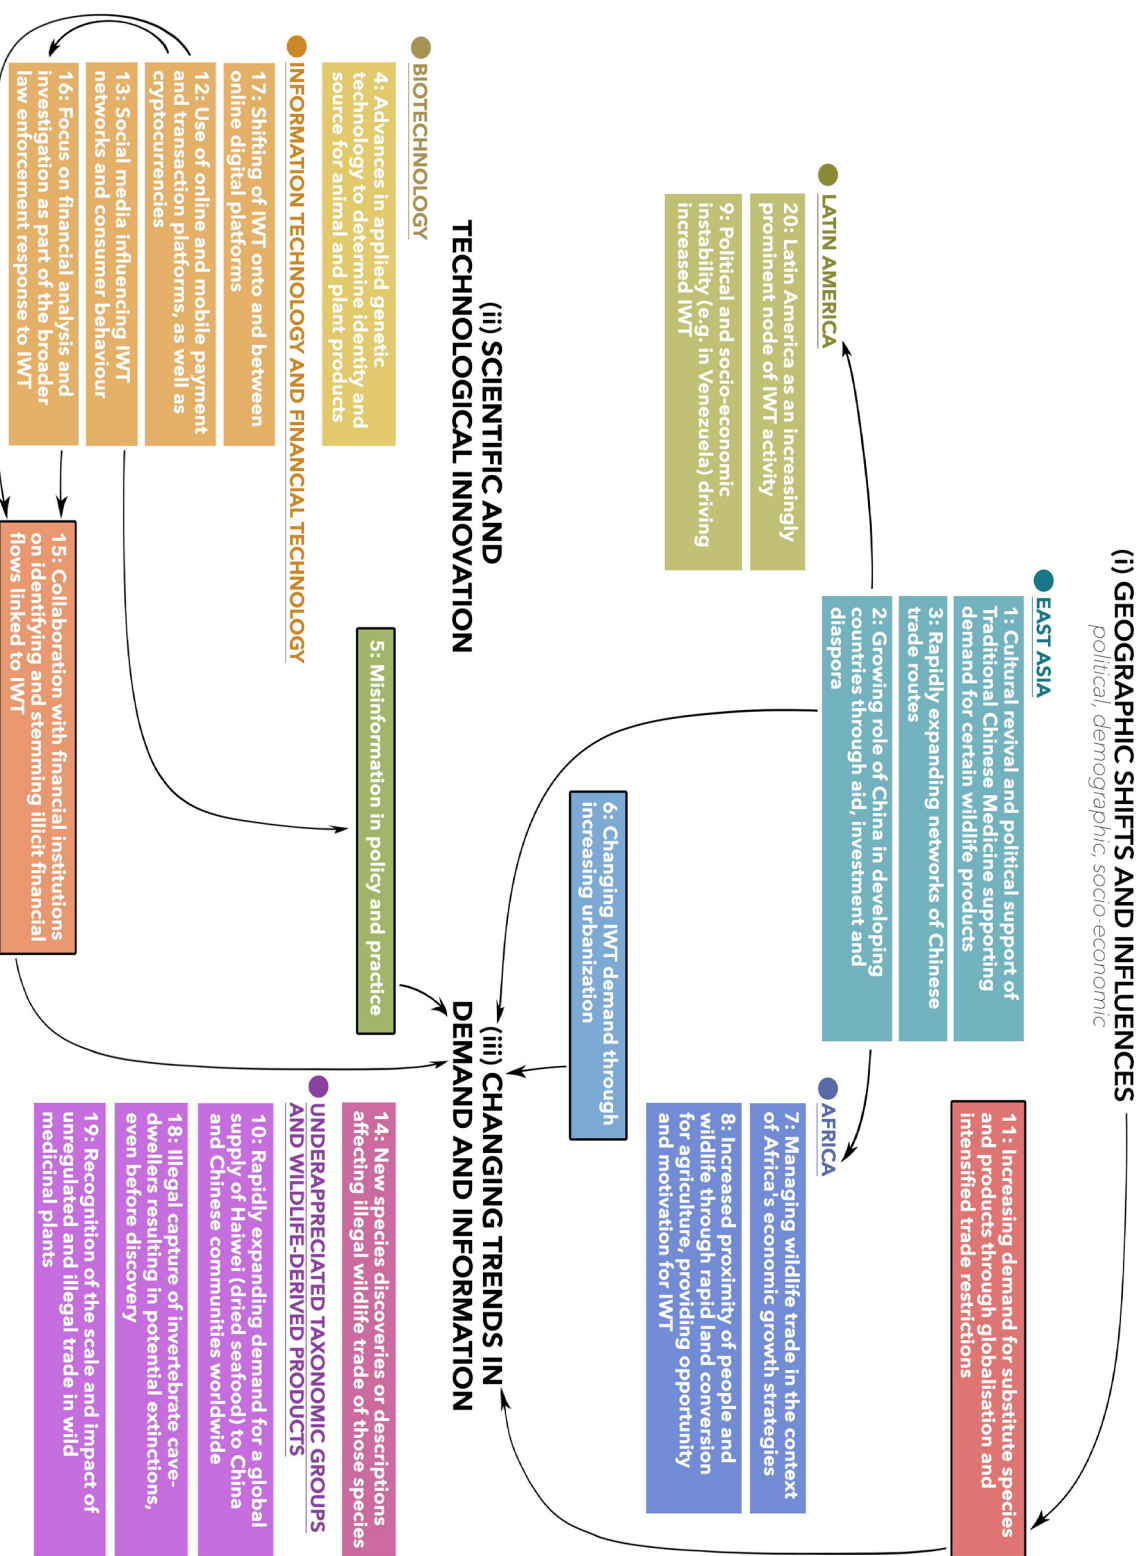 (i) GEOGRAPHIC SHIFTS AND INFLUENCES
political, demographic, socio-economic
EAST ASIA
1: Cultural revival and political support of
Traditional Chinese Medicine supporting
demand for certain wildlife products
3: Rapidly expanding networks of Chinese
trade routes
2: Growing role of China in developing
countries through aid, investment and
diaspora
11: Increasing demand for substitute species
and products through globalisation and
intensified trade restrictions
LATIN AMERICA
20: Latin America as an increasingly
prominent node of IWT activity
9: Political and socio-economic
instability (e.g. in Venezuela) driving
increased IWT
AFRICA
7: Managing wildlife trade in the context
of Africa's economic growth strategies
8: Increased proximity of people and
wildlife through rapid land conversion
for agriculture, providing opportunity
and motivation for IWT
6: Changing IWT demand through
increasing urbanization
(ii) SCIENTIFIC AND
TECHNOLOGICAL INNOVATION
BIOTECHNOLOGY
4: Advances in applied genetic
technology to determine identity and
source for animal and plant products
INFORMATION TECHNOLOGY AND FINANCIAL TECHNOLOGY
17: Shifting of IWT onto and between
online digital platforms
12: Use of online and mobile payment
and transaction platforms, as well as
cryptocurrencies
13: Social media influencing IWT
networks and consumer behaviour
16: Focus on financial analysis and
investigation as part of the broader
law enforcement response to IWT
5: Misinformation in policy and practice
15: Collaboration with financial institutions
on identifying and stemming illicit financial
flows linked to IWT
(iii) CHANGING TRENDS IN
DEMAND AND INFORMATION
14: New species discoveries or descriptions
affecting illegal wildlife trade of those species
UNDERAPPRECIATED TAXONOMIC GROUPS
AND WILDLIFE-DERIVED PRODUCTS
10: Rapidly expanding demand for a global
supply of Haiwei (dried seafood) to China
and Chinese communities worldwide
18: Illegal capture of invertebrate cave-
dwellers resulting in potential extinctions,
even before discovery
19: Recognition of the scale and impact of
unregulated and illegal trade in wild
medicinal plants